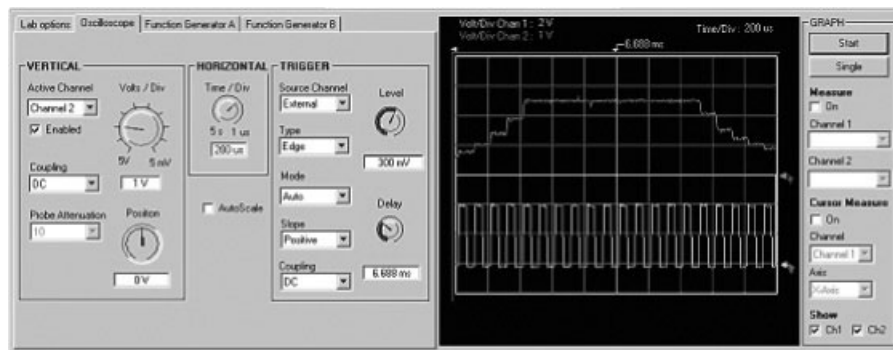 Lab options
Oscilloscope
Function Generator A
Function Generator B
VERTICAL
Active Channel
Channel 2
Enabled
Volts / Div
5V
5 mV
1 V
Coupling
DC
Probe Attenuation
10
Position
0 V
HORIZONTAL
Time / Div
5 s
1 us
200 us
AutoScale
TRIGGER
Source Channel
External
Type
Edge
Mode
Auto
Slope
Positive
Coupling
DC
Level
300 mV
Delay
6.688 ms
Volt/Div Chan 1 : 2 V
Volt/Div Chan 2 : 1 V
Time/Div : 200 us
-6.688 ms
GRAPH
Start
Single
Measure
On
Channel 1
Channel 2
Cursor Measure
On
Channel
Channel 1
Axis
X-Axis
Show
Ch1
Ch2